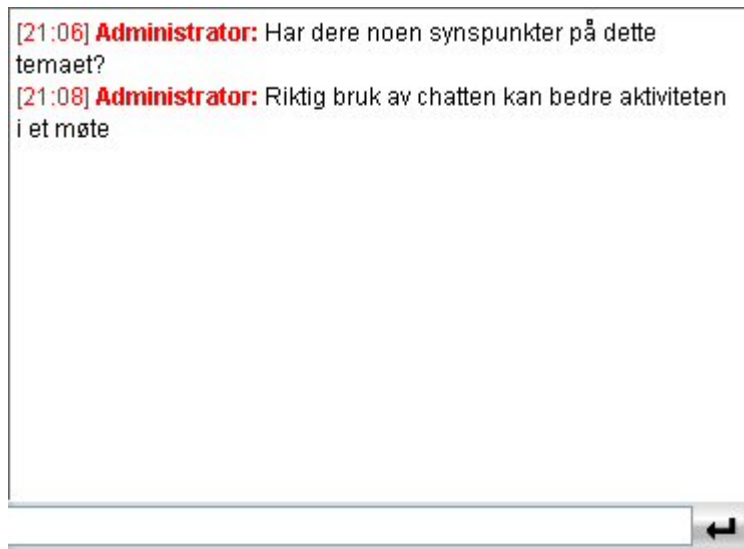 [21:06] Administrator: Har dere noen synspunkter på dette
temaet?
[21:08] Administrator: Riktig bruk av chatten kan bedre aktiviteten
i et møte